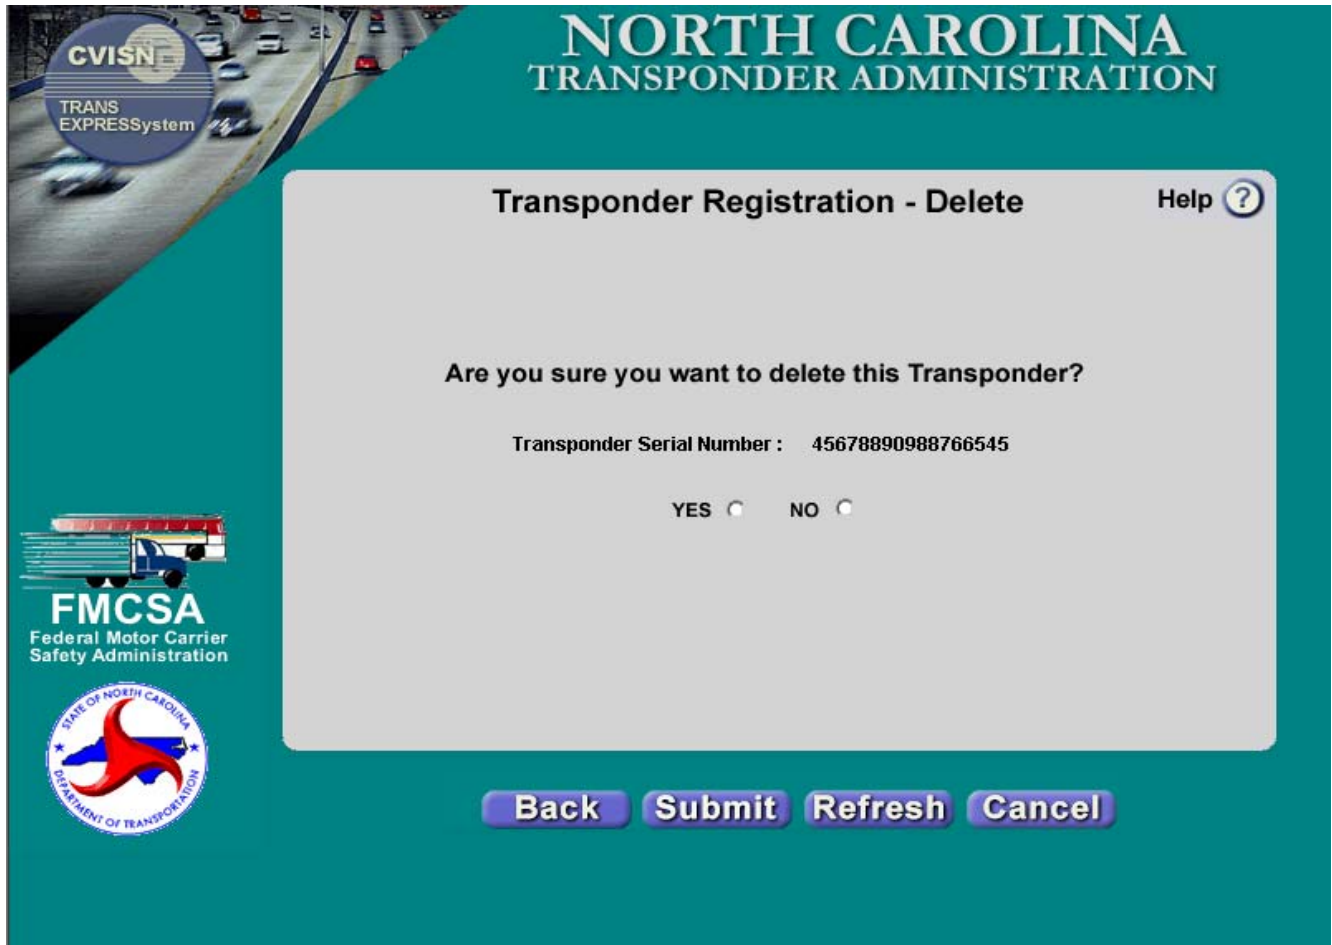 NORTH CAROLINA
TRANSPONDER ADMINISTRATION
CVISN
TRANS
EXPRESSystem
Transponder Registration - Delete
Help ?
Are you sure you want to delete this Transponder?
Transponder Serial Number : 45678890988766545
YES NO
FMCSA
Federal Motor Carrier
Safety Administration
STATE OF NORTH CAROLINA
DEPARTMENT OF TRANSPORTATION
Back Submit Refresh Cancel